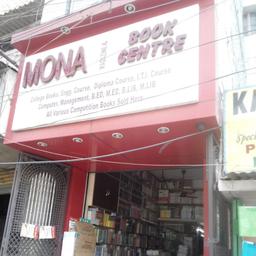 MONA BOOK
CENTRE
College Books, Engg. Course, Diploma Course, I.T.I. Course
Computer, Management, B.ED, M.ED, B.LIB, M.LIB
All Various Competition Books Sold Here